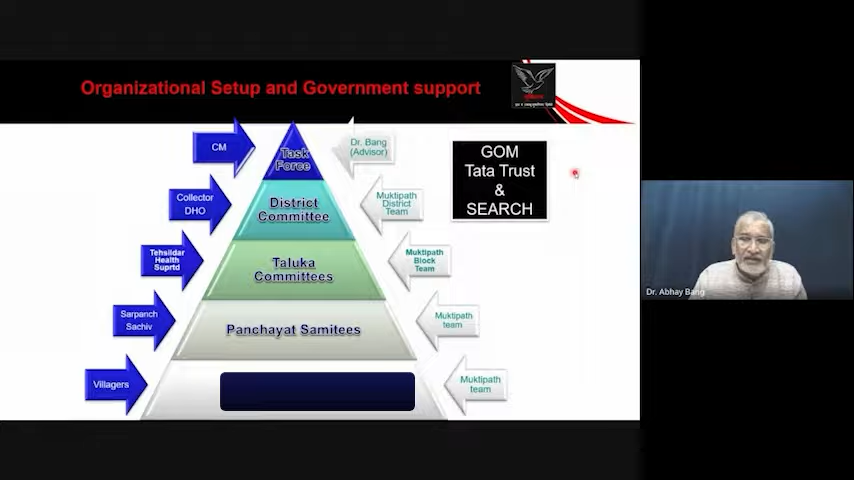 Organizational Setup and Government support
CM
Task
Force
Dr. Bang
(Advisor)
GOM
Tata Trust
&
SEARCH
Collector
DHO
District
Committee
Muktipath
District
Team
Tehsildar
Health
Suprtd
Taluka
Committees
Muktipath
Block
Team
Sarpanch
Sachiv
Panchayat Samitees
Muktipath
team
Villagers
Muktipath
team
Dr. Abhay Bang